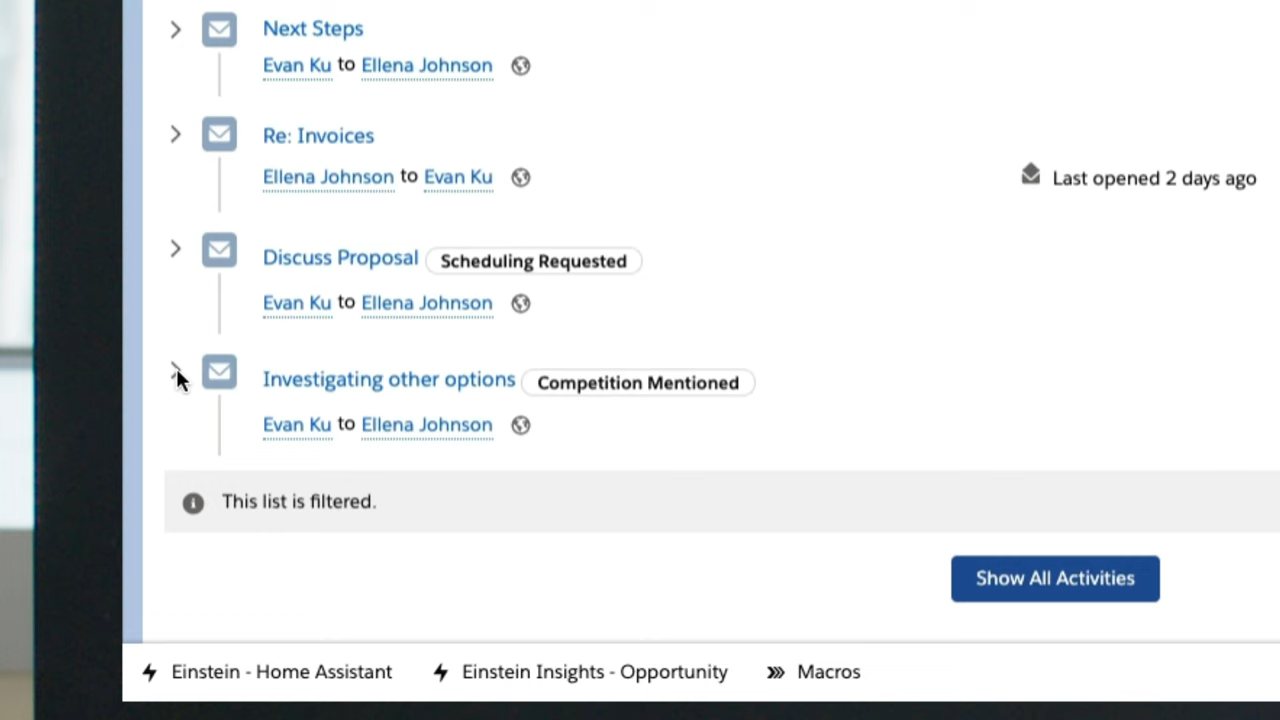 Next Steps
Evan Ku to Ellena Johnson
Re: Invoices
Ellena Johnson to Evan Ku
Last opened 2 days ago
Discuss Proposal Scheduling Requested
Evan Ku to Ellena Johnson
Investigating other options Competition Mentioned
Evan Ku to Ellena Johnson
This list is filtered.
Show All Activities
Einstein - Home Assistant Einstein Insights - Opportunity Macros